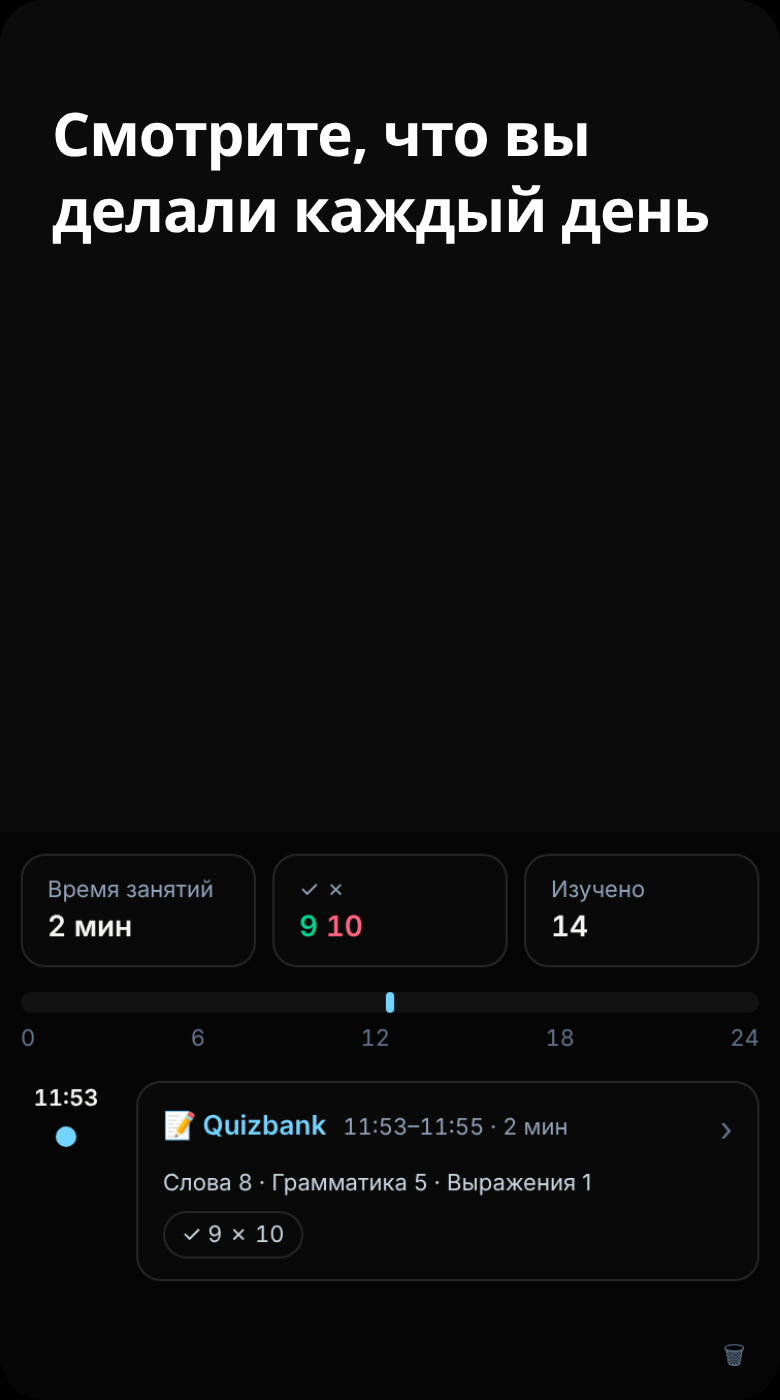 Смотрите, что вы
делали каждый день
Время занятий
2 мин
✓ ×
9 10
Изучено
14
0 6 12 18 24
11:53
📝 Quizbank 11:53–11:55 · 2 мин ›
Слова 8 · Грамматика 5 · Выражения 1
✓ 9 × 10